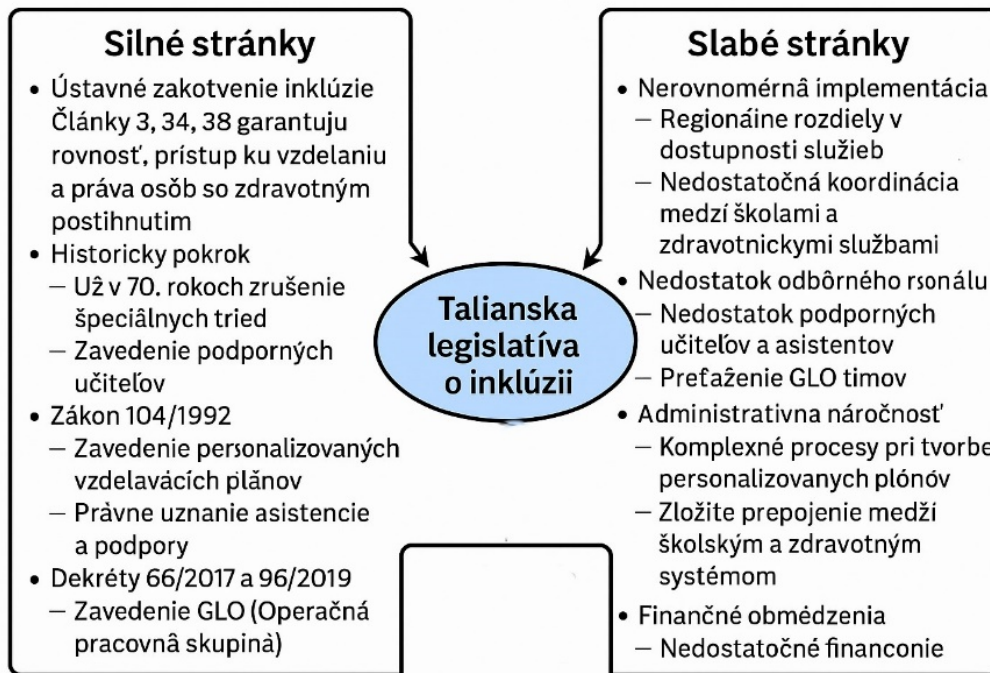 Silné stránky
• Ústavné zakotvenie inklúzie
Články 3, 34, 38 garantuju
rovnosť, prístup ku vzdelaniu
a práva osôb so zdravotným
postihnutim
• Historicky pokrok
– Už v 70. rokoch zrušenie
špeciâlnych tried
– Zavedenie podporných
učiteľov
• Zákon 104/1992
– Zavedenie personalizovaných
vzdelavácích plánov
– Právne uznanie asistencie
a podpory
• Dekréty 66/2017 a 96/2019
– Zavedenie GLO (Operačná
pracovnâ skupinà)
Talianska
legislatíva
o inklúzii
Slabé stránky
• Nerovnomérnâ implementácia
– Regionáine rozdiely v
dostupnosti služieb
– Nedostatočná koordinácia
medzí školami a
zdravotnickymi službami
• Nedostatok odbôrného rsonálu
– Nedostatok podporných
učiteľov a asistentov
– Preťaženie GLO timov
• Administrativna náročnosť
– Komplexné procesy pri tvorbe
personalizovanych plónóv
– Zložite prepojenie medží
školským a zdravotným
systémom
• Finančné obmédzenia
– Nedostatočné financonie